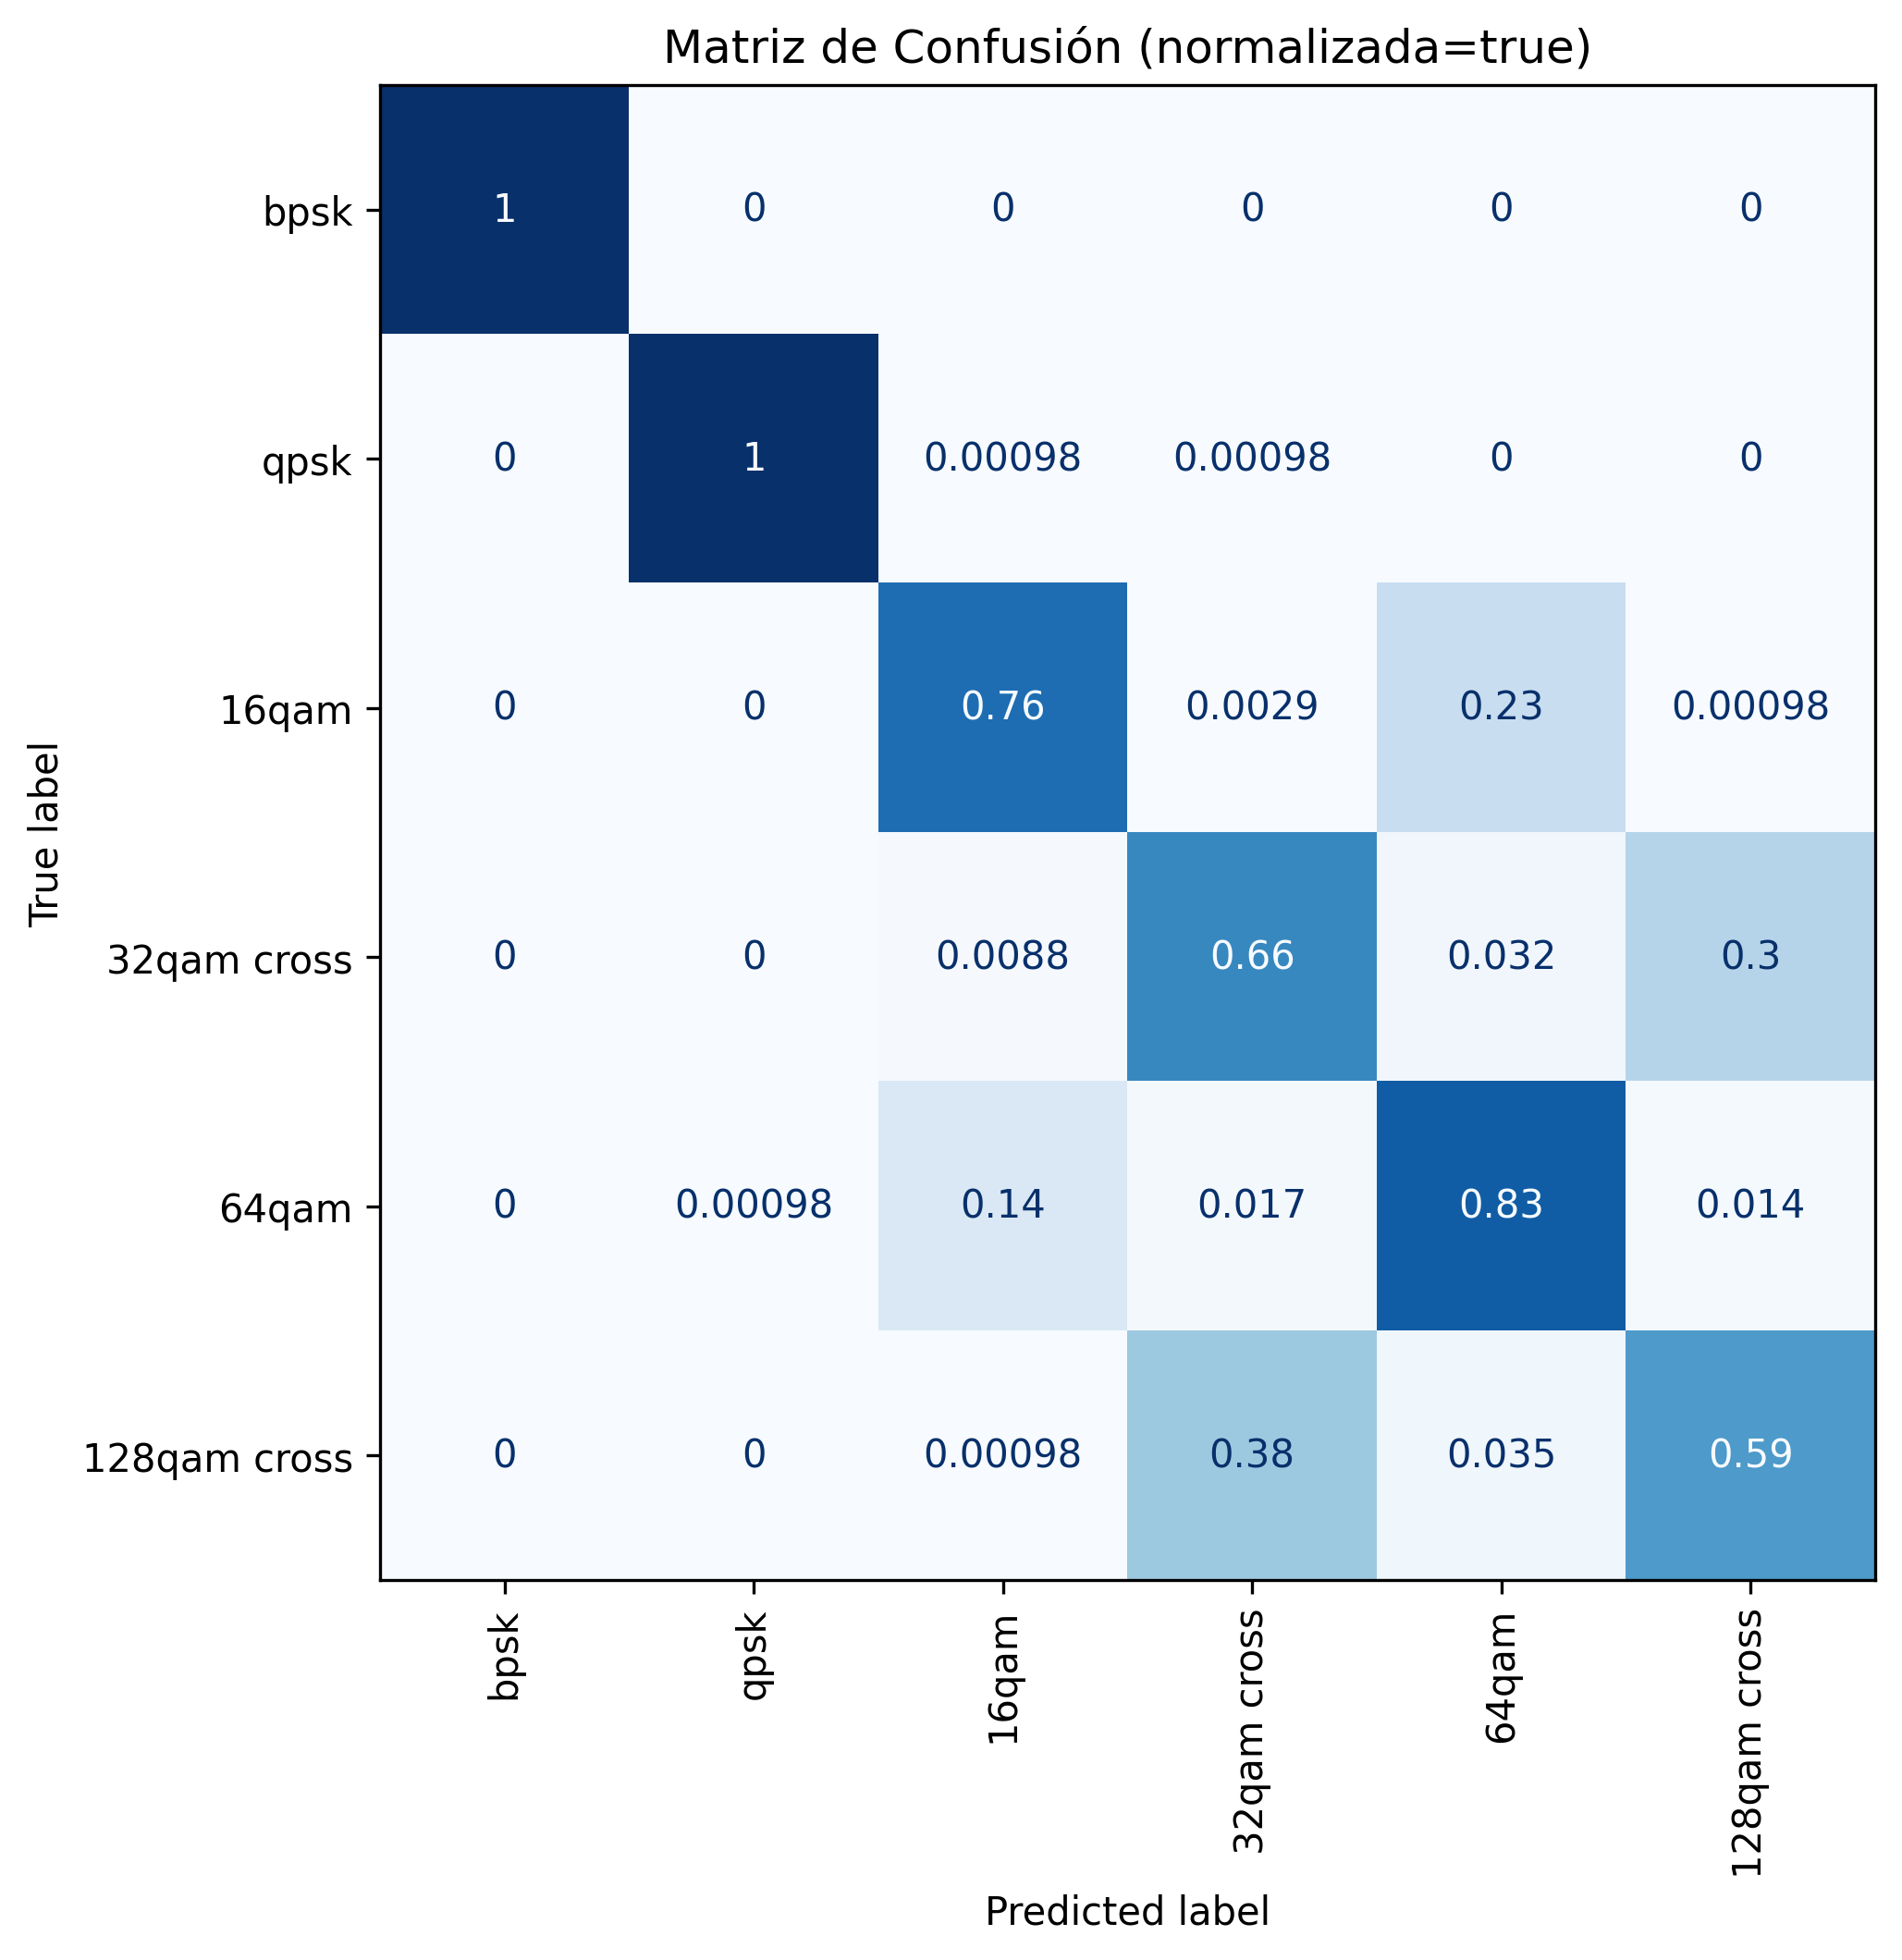 Matriz de Confusión (normalizada=true)
bpsk 1 0 0 0 0 0
qpsk 0 1 0.00098 0.00098 0 0
16qam 0 0 0.76 0.0029 0.23 0.00098
32qam cross 0 0 0.0088 0.66 0.032 0.3
64qam 0 0.00098 0.14 0.017 0.83 0.014
128qam cross 0 0 0.00098 0.38 0.035 0.59
True label
bpsk qpsk 16qam 32qam cross 64qam 128qam cross
Predicted label